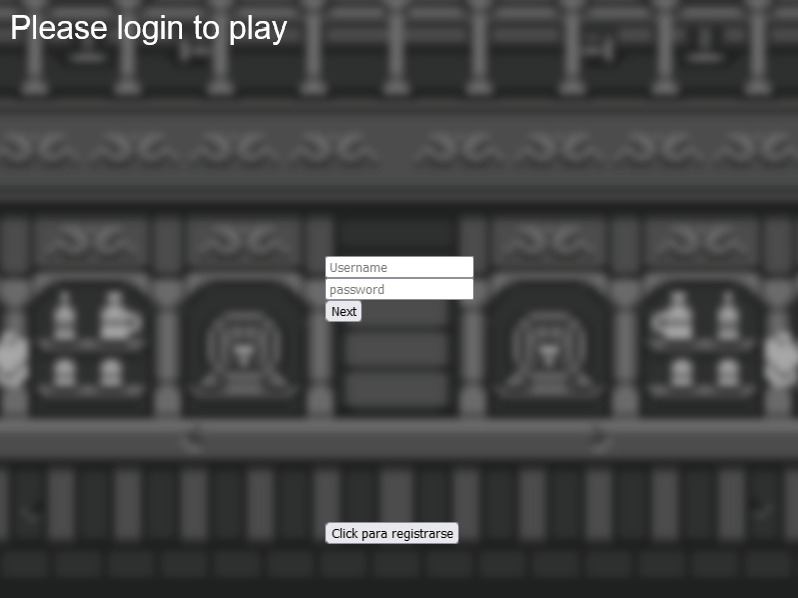 Please login to play
Username
password
Next
Click para registrarse